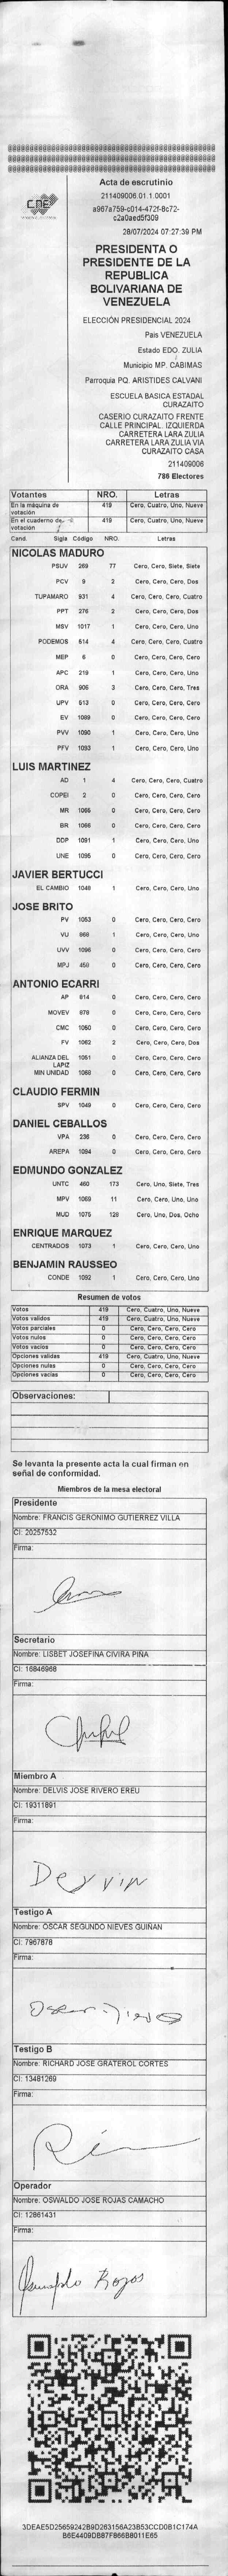 CNE
PODER ELECTORAL
Acta de escrutinio
211409006.01.1.0001
a967a759-c014-472f-8c72-
c2a0aed5f309
28/07/2024 07:27:39 PM
PRESIDENTA O
PRESIDENTE DE LA
REPUBLICA
BOLIVARIANA DE
VENEZUELA
ELECCIÓN PRESIDENCIAL 2024
País VENEZUELA
Estado EDO. ZULIA
Municipio MP. CABIMAS
Parroquia PQ. ARISTIDES CALVANI
ESCUELA BASICA ESTADAL
CURAZAITO
CASERIO CURAZAITO FRENTE
CALLE PRINCIPAL. IZQUIERDA
CARRETERA LARA ZULIA
CARRETERA LARA ZULIA VIA
CURAZAITO CASA
211409006
786 Electores
Votantes NRO. Letras
En la máquina de votación 419 Cero, Cuatro, Uno, Nueve
En el cuaderno de votación 419 Cero, Cuatro, Uno, Nueve
Cand. Sigla Código NRO. Letras
NICOLAS MADURO
PSUV 269 77 Cero, Cero, Siete, Siete
PCV 9 2 Cero, Cero, Cero, Dos
TUPAMARO 931 4 Cero, Cero, Cero, Cuatro
PPT 276 2 Cero, Cero, Cero, Dos
MSV 1017 1 Cero, Cero, Cero, Uno
PODEMOS 514 4 Cero, Cero, Cero, Cuatro
MEP 6 0 Cero, Cero, Cero, Cero
APC 219 1 Cero, Cero, Cero, Uno
ORA 906 3 Cero, Cero, Cero, Tres
UPV 513 0 Cero, Cero, Cero, Cero
EV 1089 0 Cero, Cero, Cero, Cero
PVV 1090 1 Cero, Cero, Cero, Uno
PFV 1093 1 Cero, Cero, Cero, Uno
LUIS MARTINEZ
AD 1 4 Cero, Cero, Cero, Cuatro
COPEI 2 0 Cero, Cero, Cero, Cero
MR 1065 0 Cero, Cero, Cero, Cero
BR 1066 0 Cero, Cero, Cero, Cero
DDP 1091 1 Cero, Cero, Cero, Uno
UNE 1095 0 Cero, Cero, Cero, Cero
JAVIER BERTUCCI
EL CAMBIO 1048 1 Cero, Cero, Cero, Uno
JOSE BRITO
PV 1053 0 Cero, Cero, Cero, Cero
VU 868 1 Cero, Cero, Cero, Uno
UVV 1096 0 Cero, Cero, Cero, Cero
MPJ 450 0 Cero, Cero, Cero, Cero
ANTONIO ECARRI
AP 814 0 Cero, Cero, Cero, Cero
MOVEV 878 0 Cero, Cero, Cero, Cero
CMC 1050 0 Cero, Cero, Cero, Cero
FV 1062 2 Cero, Cero, Cero, Dos
ALIANZA DEL LAPIZ 1051 0 Cero, Cero, Cero, Cero
MIN UNIDAD 1068 0 Cero, Cero, Cero, Cero
CLAUDIO FERMIN
SPV 1049 0 Cero, Cero, Cero, Cero
DANIEL CEBALLOS
VPA 236 0 Cero, Cero, Cero, Cero
AREPA 1094 0 Cero, Cero, Cero, Cero
EDMUNDO GONZALEZ
UNTC 460 173 Cero, Uno, Siete, Tres
MPV 1069 11 Cero, Cero, Uno, Uno
MUD 1075 128 Cero, Uno, Dos, Ocho
ENRIQUE MARQUEZ
CENTRADOS 1073 1 Cero, Cero, Cero, Uno
BENJAMIN RAUSSEO
CONDE 1092 1 Cero, Cero, Cero, Uno
Resumen de votos
Votos 419 Cero, Cuatro, Uno, Nueve
Votos validos 419 Cero, Cuatro, Uno, Nueve
Votos parciales 0 Cero, Cero, Cero, Cero
Votos nulos 0 Cero, Cero, Cero, Cero
Votos vacios 0 Cero, Cero, Cero, Cero
Opciones validas 419 Cero, Cuatro, Uno, Nueve
Opciones nulas 0 Cero, Cero, Cero, Cero
Opciones vacias 0 Cero, Cero, Cero, Cero
Observaciones:
Se levanta la presente acta la cual firman en
señal de conformidad.
Miembros de la mesa electoral
Presidente
Nombre: FRANCIS GERONIMO GUTIERREZ VILLA
CI: 20257532
Firma:
Secretario
Nombre: LISBET JOSEFINA CIVIRA PIÑA
CI: 16846968
Firma:
Miembro A
Nombre: DELVIS JOSE RIVERO EREU
CI: 19311891
Firma:
Testigo A
Nombre: OSCAR SEGUNDO NIEVES GUIÑAN
CI: 7967878
Firma:
Testigo B
Nombre: RICHARD JOSE GRATEROL CORTES
CI: 13481269
Firma:
Operador
Nombre: OSWALDO JOSE ROJAS CAMACHO
CI: 12861431
Firma:
Oswaldo Rojas
3DEAE5D25659242B9D263156A23B53CCD0B1C174A
B6E4409DB87FB66B8011E65